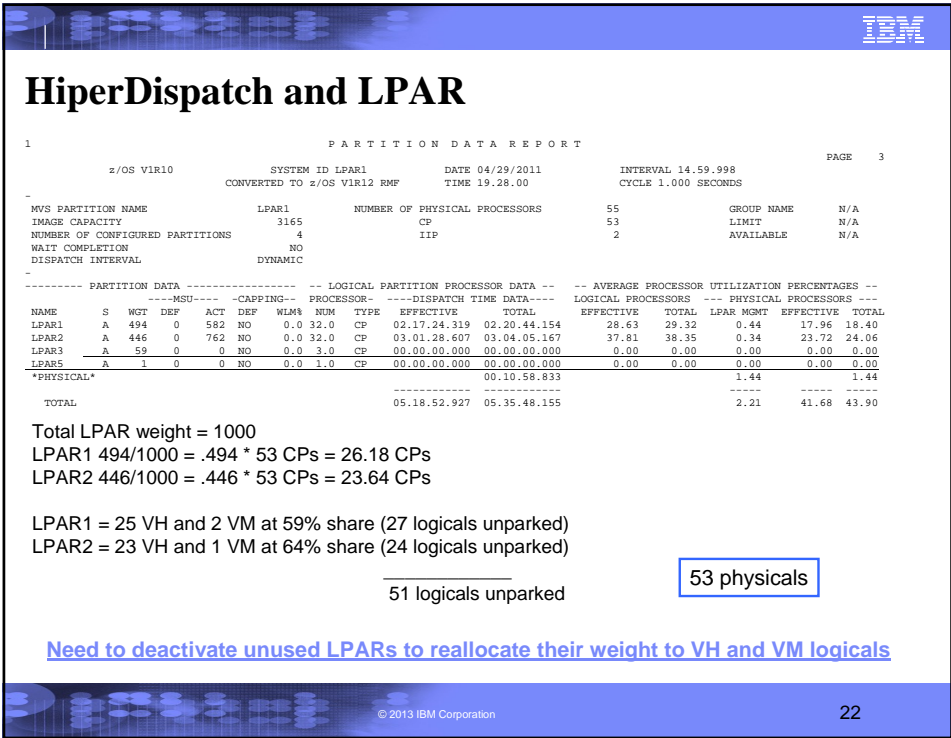 IBM
HiperDispatch and LPAR
1 P A R T I T I O N D A T A R E P O R T
PAGE 3
z/OS V1R10 SYSTEM ID LPAR1 DATE 04/29/2011 INTERVAL 14.59.998
CONVERTED TO z/OS V1R12 RMF TIME 19.28.00 CYCLE 1.000 SECONDS
-
MVS PARTITION NAME LPAR1 NUMBER OF PHYSICAL PROCESSORS 55 GROUP NAME N/A
IMAGE CAPACITY 3165 CP 53 LIMIT N/A
NUMBER OF CONFIGURED PARTITIONS 4 IIP 2 AVAILABLE N/A
WAIT COMPLETION NO
DISPATCH INTERVAL DYNAMIC
-
--------- PARTITION DATA ----------------- -- LOGICAL PARTITION PROCESSOR DATA -- -- AVERAGE PROCESSOR UTILIZATION PERCENTAGES --
----MSU---- -CAPPING-- PROCESSOR- ----DISPATCH TIME DATA---- LOGICAL PROCESSORS --- PHYSICAL PROCESSORS ---
NAME S WGT DEF ACT DEF WLM% NUM TYPE EFFECTIVE TOTAL EFFECTIVE TOTAL LPAR MGMT EFFECTIVE TOTAL
LPAR1 A 494 0 582 NO 0.0 32.0 CP 02.17.24.319 02.20.44.154 28.63 29.32 0.44 17.96 18.40
LPAR2 A 446 0 762 NO 0.0 32.0 CP 03.01.28.607 03.04.05.167 37.81 38.35 0.34 23.72 24.06
LPAR3 A 59 0 0 NO 0.0 3.0 CP 00.00.00.000 00.00.00.000 0.00 0.00 0.00 0.00 0.00
LPAR5 A 1 0 0 NO 0.0 1.0 CP 00.00.00.000 00.00.00.000 0.00 0.00 0.00 0.00 0.00
*PHYSICAL* 00.10.58.833 1.44 1.44
------------ ------------ ----- ----- -----
TOTAL 05.18.52.927 05.35.48.155 2.21 41.68 43.90
Total LPAR weight = 1000
LPAR1 494/1000 = .494 * 53 CPs = 26.18 CPs
LPAR2 446/1000 = .446 * 53 CPs = 23.64 CPs
LPAR1 = 25 VH and 2 VM at 59% share (27 logicals unparked)
LPAR2 = 23 VH and 1 VM at 64% share (24 logicals unparked)
51 logicals unparked
53 physicals
Need to deactivate unused LPARs to reallocate their weight to VH and VM logicals
© 2013 IBM Corporation
22